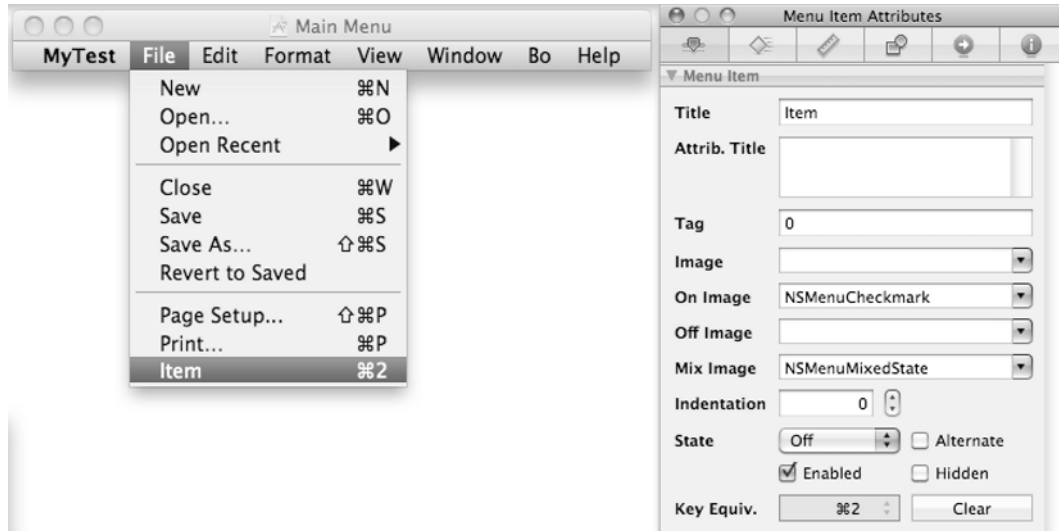 Main Menu
MyTest File Edit Format View Window Bo Help
New ⌘N
Open... ⌘O
Open Recent
Close ⌘W
Save ⌘S
Save As... ⇧⌘S
Revert to Saved
Page Setup... ⇧⌘P
Print... ⌘P
Item ⌘2
Menu Item Attributes
Menu Item
Title Item
Attrib. Title
Tag 0
Image
On Image NSMenuCheckmark
Off Image
Mix Image NSMenuMixedState
Indentation 0
State Off Alternate
Enabled Hidden
Key Equiv. ⌘2 Clear